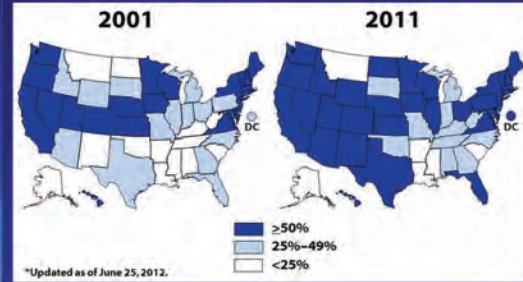 2001
2011
DC
DC
≥50%
25%–49%
<25%
*Updated as of June 25, 2012.